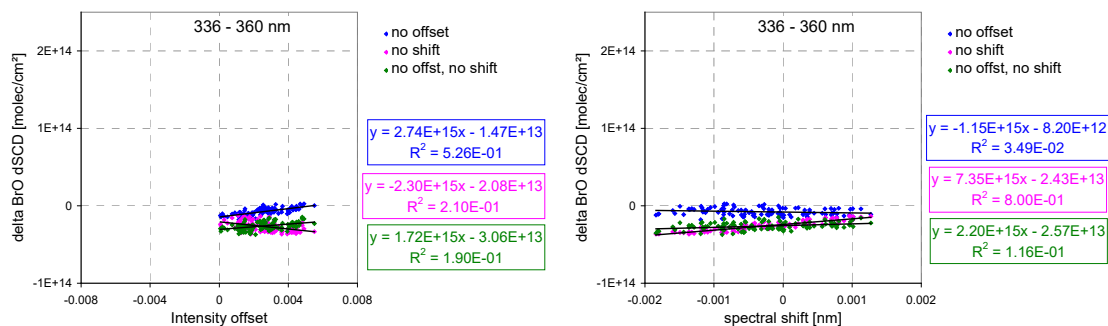 336 - 360 nm
delta BrO dSCD [molec/cm²]
2E+14
1E+14
0
-1E+14
-0.008
-0.004
0
0.004
0.008
Intensity offset
no offset
no shift
no offst, no shift
y = 2.74E+15x - 1.47E+13
R² = 5.26E-01
y = -2.30E+15x - 2.08E+13
R² = 2.10E-01
y = 1.72E+15x - 3.06E+13
R² = 1.90E-01
336 - 360 nm
delta BrO dSCD [molec/cm²]
2E+14
1E+14
0
-1E+14
-0.002
-0.001
0
0.001
0.002
spectral shift [nm]
no offset
no shift
no offst, no shift
y = -1.15E+15x - 8.20E+12
R² = 3.49E-02
y = 7.35E+15x - 2.43E+13
R² = 8.00E-01
y = 2.20E+15x - 2.57E+13
R² = 1.16E-01